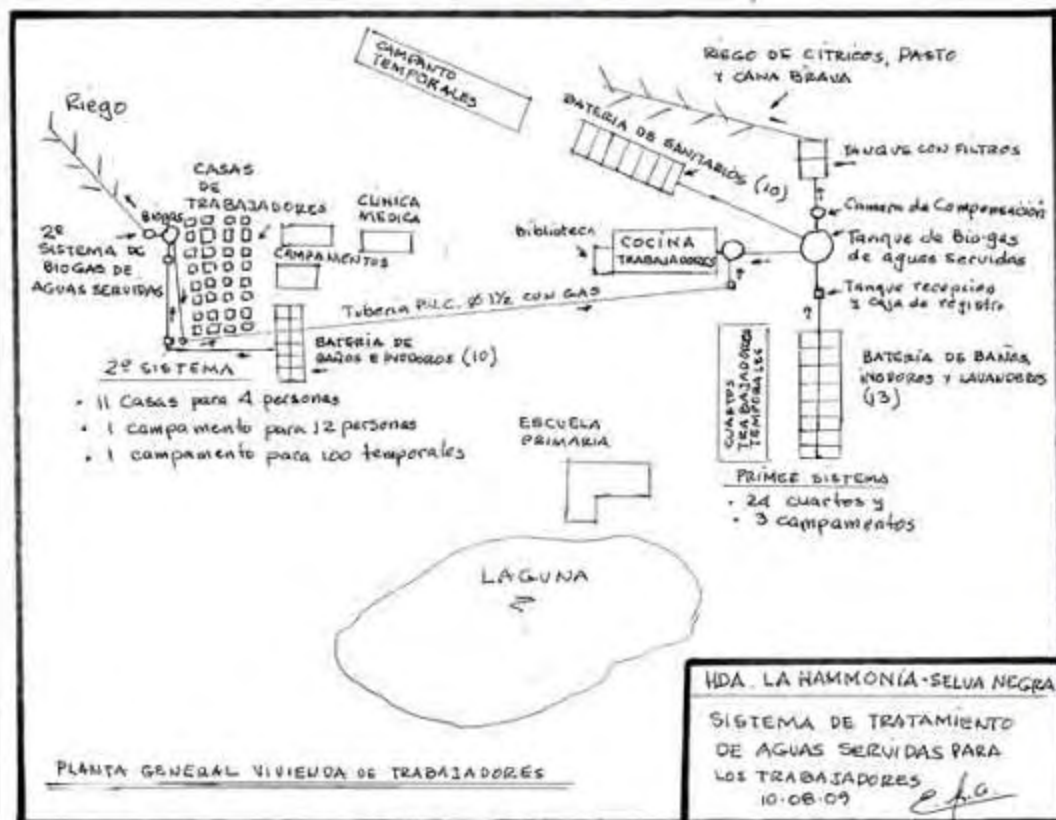 CAMPANTO
TEMPORALES
RIEGO DE CÍTRICOS, PASTO
Y CAÑA BRAVA
Riego
BATERIA DE SANITARIOS (10)
TANQUE CON FILTROS
CASAS
DE
TRABAJADORES
CLINICA
MEDICA
Biogas
Camara de Compensación
2º
SISTEMA DE
BIOGAS DE
AGUAS SERVIDAS
Biblioteca
COCINA
TRABAJADORES
Tanque de Bio-gas
de aguas servidas
CAMPAMENTOS
Tanque recepcion
y caja de registro
Tuberia P.V.C. Ø 1½ CON GAS
BATERIA DE
BAÑOS E INODOROS (10)
CUARTOS
TRABAJADORES
TEMPORALES
BATERÍA DE BAÑOS,
INODOROS Y LAVANDEROS
(13)
2º SISTEMA
• 11 Casas para 4 personas
• 1 campamento para 12 personas
• 1 campamento para 100 temporales
ESCUELA
PRIMARIA
PRIMER SISTEMA
• 24 cuartos y
• 3 campamentos
LAGUNA
PLANTA GENERAL VIVIENDA DE TRABAJADORES
HDA. LA HAMMONÍA-SELVA NEGRA
SISTEMA DE TRATAMIENTO
DE AGUAS SERVIDAS PARA
LOS TRABAJADORES
10-08-09